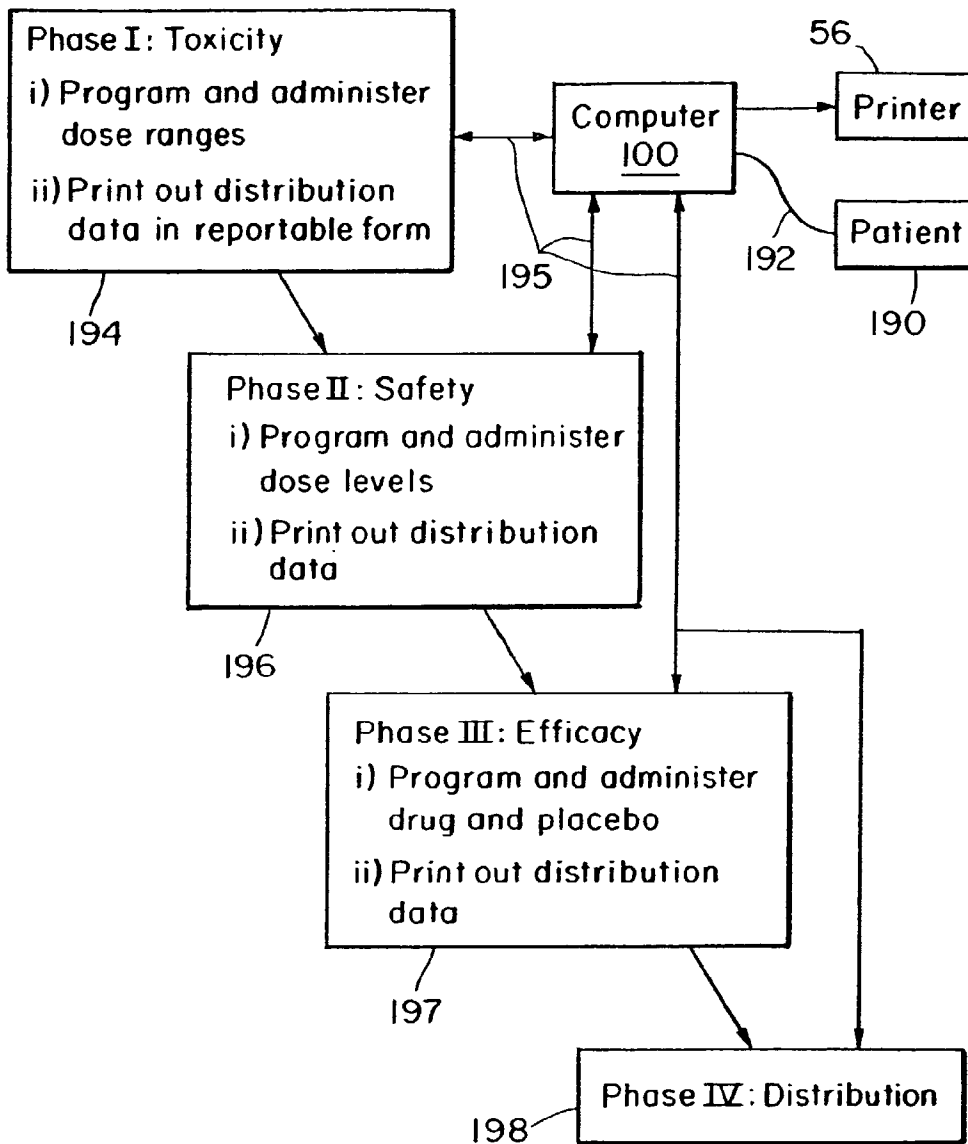 Phase I: Toxicity
i) Program and administer
dose ranges
ii) Print out distribution
data in reportable form
194
Computer
100
56
Printer
192
Patient
190
195
Phase II: Safety
i) Program and administer
dose levels
ii) Print out distribution
data
196
Phase III: Efficacy
i) Program and administer
drug and placebo
ii) Print out distribution
data
197
Phase IV: Distribution
198